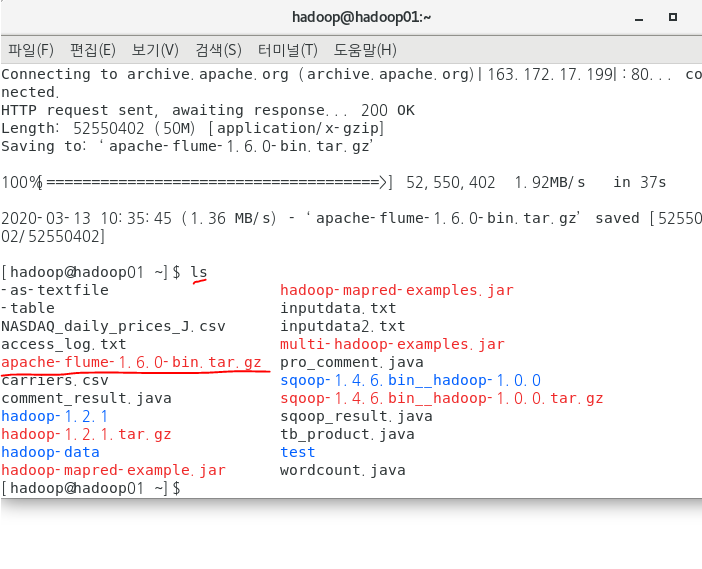 hadoop@hadoop01:~
파일(F) 편집(E) 보기(V) 검색(S) 터미널(T) 도움말(H)
Connecting to archive.apache.org (archive.apache.org)|163.172.17.199|:80... co
nnected.
HTTP request sent, awaiting response... 200 OK
Length: 52550402 (50M) [application/x-gzip]
Saving to: ‘apache-flume-1.6.0-bin.tar.gz’
100%[=====================================>] 52,550,402 1.92MB/s in 37s
2020-03-13 10:35:45 (1.36 MB/s) - ‘apache-flume-1.6.0-bin.tar.gz’ saved [52550
02/52550402]
[hadoop@hadoop01 ~]$ ls
-as-textfile hadoop-mapred-examples.jar
-table inputdata.txt
NASDAQ_daily_prices_J.csv inputdata2.txt
access_log.txt multi-hadoop-examples.jar
apache-flume-1.6.0-bin.tar.gz pro_comment.java
carriers.csv sqoop-1.4.6.bin__hadoop-1.0.0
comment_result.java sqoop-1.4.6.bin__hadoop-1.0.0.tar.gz
hadoop-1.2.1 sqoop_result.java
hadoop-1.2.1.tar.gz tb_product.java
hadoop-data test
hadoop-mapred-example.jar wordcount.java
[hadoop@hadoop01 ~]$